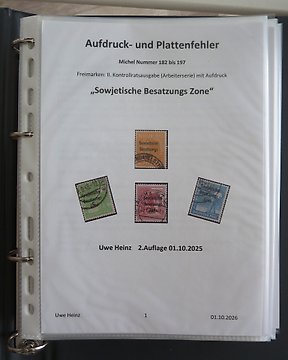 Aufdruck- und Plattenfehler
Michel Nummer 182 bis 197
Freimarken: II. Kontrollratsausgabe (Arbeiterserie) mit Aufdruck
„Sowjetische Besatzungs Zone“
Uwe Heinz 2.Auflage 01.10.2025
Uwe Heinz 1 01.10.2026